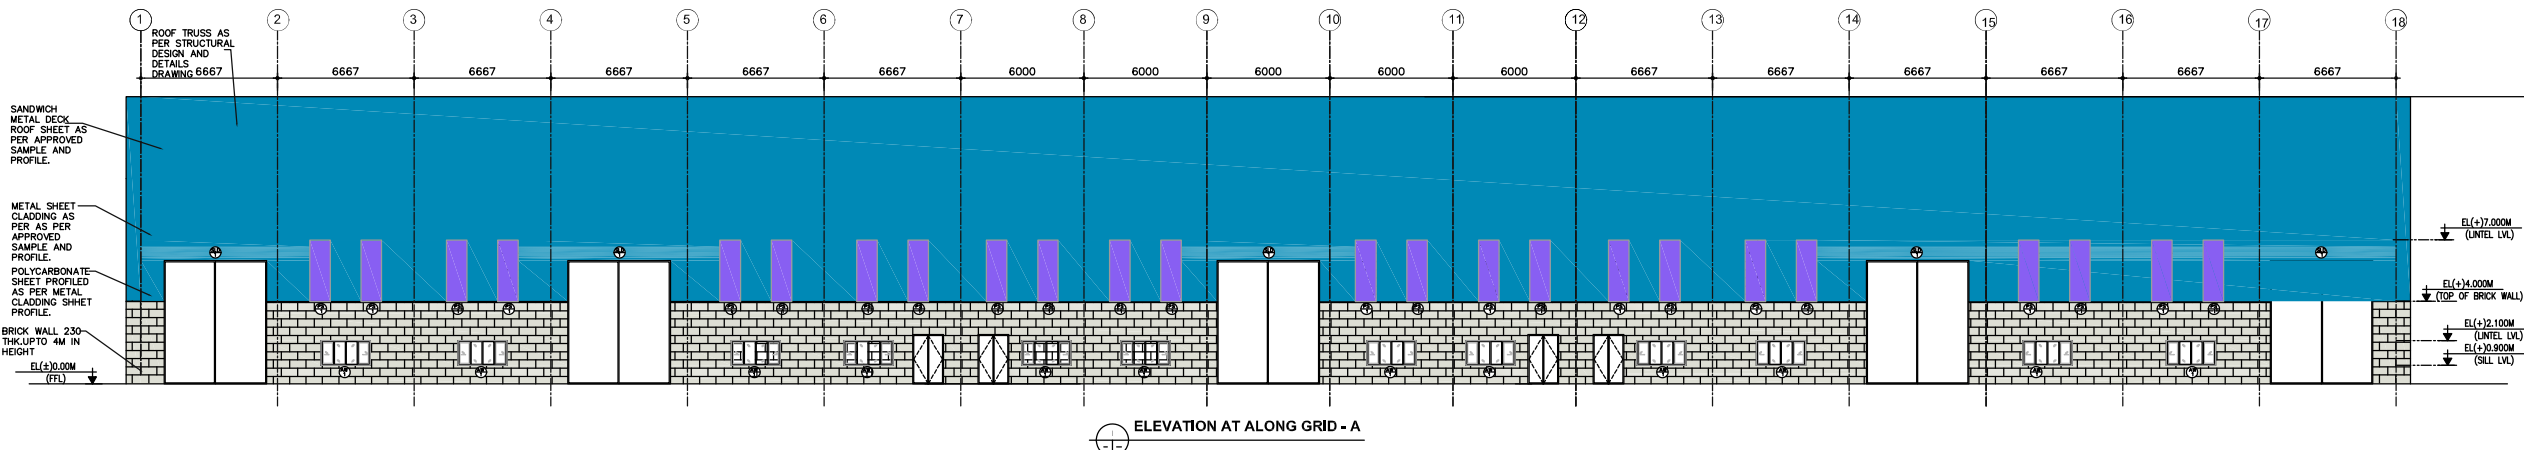 1 2 3 4 5 6 7 8 9 10 11 12 13 14 15 16 17 18
ROOF TRUSS AS
PER STRUCTURAL
DESIGN AND
DETAILS
DRAWING
6667 6667 6667 6667 6667 6667 6000 6000 6000 6000 6000 6667 6667 6667 6667 6667 6667
SANDWICH
METAL DECK
ROOF SHEET AS
PER APPROVED
SAMPLE AND
PROFILE.
METAL SHEET
CLADDING AS
PER AS PER
APPROVED
SAMPLE AND
PROFILE.
POLYCARBONATE
SHEET PROFILED
AS PER METAL
CLADDING SHHET
PROFILE.
BRICK WALL 230
THK.UPTO 4M IN
HEIGHT
EL(±)0.00M
(FFL)
EL(+)7.000M
(LINTEL LVL)
EL(+)4.000M
(TOP OF BRICK WALL)
EL(+)2.100M
(LINTEL LVL)
EL(+)0.900M
(SILL LVL)
ELEVATION AT ALONG GRID - A